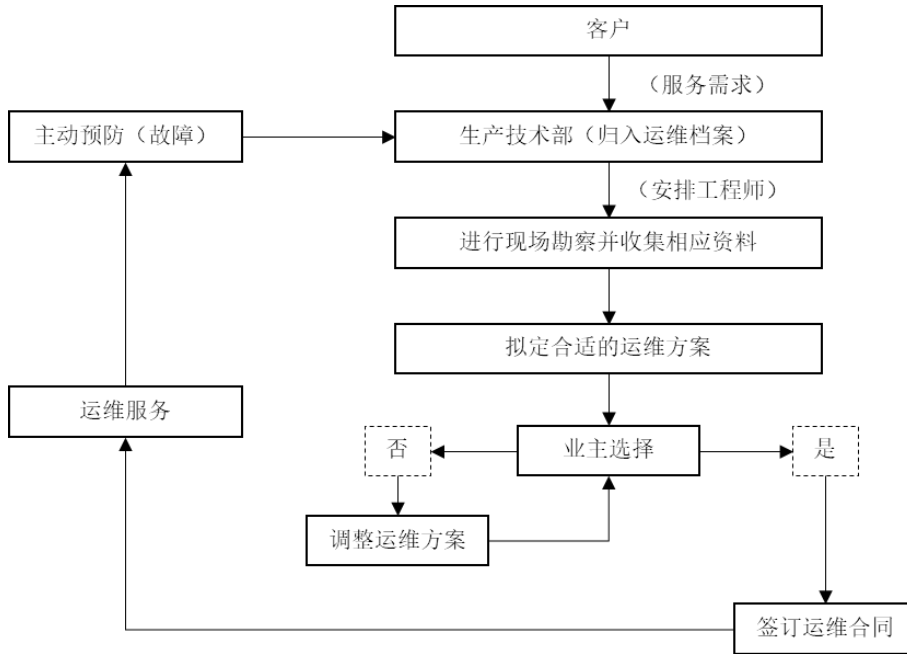 客户
（服务需求）
主动预防（故障）
生产技术部（归入运维档案）
（安排工程师）
进行现场勘察并收集相应资料
拟定合适的运维方案
运维服务
否
业主选择
是
调整运维方案
签订运维合同